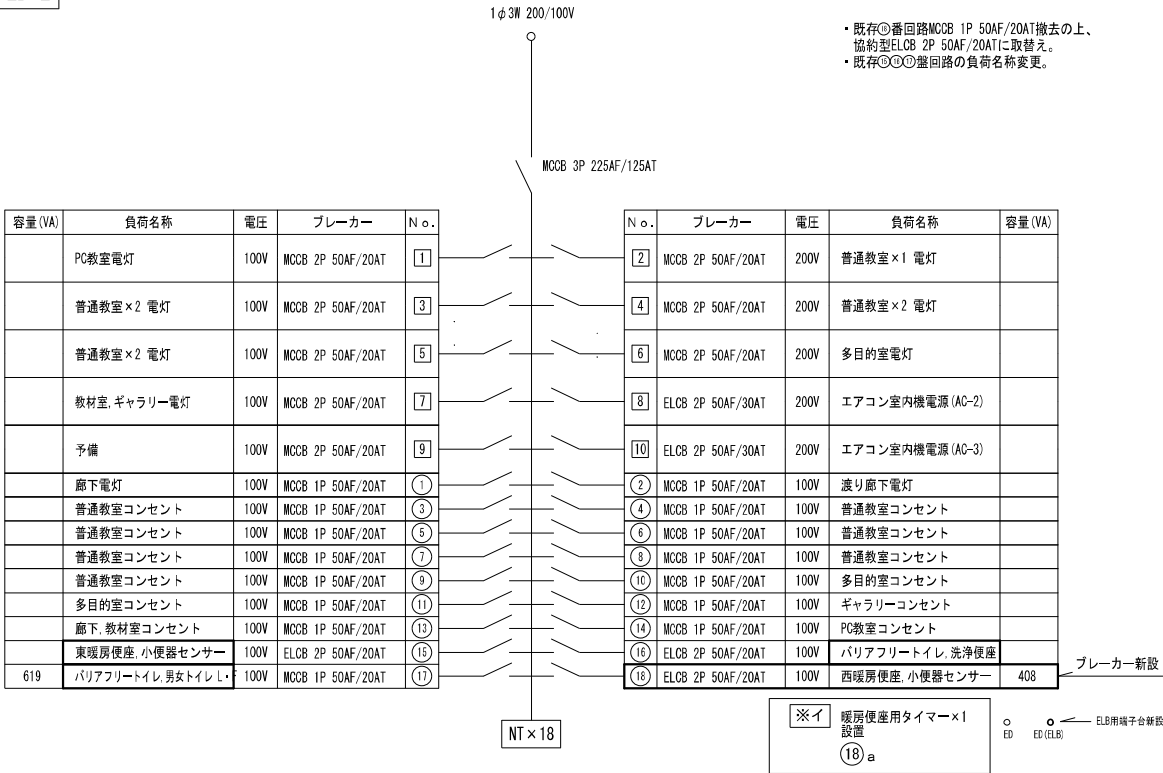 1φ3W 200/100V
・既存⑱番回路MCCB 1P 50AF/20AT撤去の上、
協約型ELCB 2P 50AF/20ATに取替え。
・既存⑮⑯⑰盤回路の負荷名称変更。
MCCB 3P 225AF/125AT
容量(VA) 負荷名称 電圧 ブレーカー No.
PC教室電灯 100V MCCB 2P 50AF/20AT 1
普通教室×2 電灯 100V MCCB 2P 50AF/20AT 3
普通教室×2 電灯 100V MCCB 2P 50AF/20AT 5
教材室,ギャラリー電灯 100V MCCB 2P 50AF/20AT 7
予備 100V MCCB 2P 50AF/20AT 9
廊下電灯 100V MCCB 1P 50AF/20AT ①
普通教室コンセント 100V MCCB 1P 50AF/20AT ③
普通教室コンセント 100V MCCB 1P 50AF/20AT ⑤
普通教室コンセント 100V MCCB 1P 50AF/20AT ⑦
普通教室コンセント 100V MCCB 1P 50AF/20AT ⑨
多目的室コンセント 100V MCCB 1P 50AF/20AT ⑪
廊下,教材室コンセント 100V MCCB 1P 50AF/20AT ⑬
東暖房便座,小便器センサー 100V ELCB 2P 50AF/20AT ⑮
619 バリアフリートイレ,男女トイレ L・F 100V MCCB 1P 50AF/20AT ⑰
No. ブレーカー 電圧 負荷名称 容量(VA)
2 MCCB 2P 50AF/20AT 200V 普通教室×1 電灯
4 MCCB 2P 50AF/20AT 200V 普通教室×2 電灯
6 MCCB 2P 50AF/20AT 200V 多目的室電灯
8 ELCB 2P 50AF/30AT 200V エアコン室内機電源(AC-2)
10 ELCB 2P 50AF/30AT 200V エアコン室内機電源(AC-3)
② MCCB 1P 50AF/20AT 100V 渡り廊下電灯
④ MCCB 1P 50AF/20AT 100V 普通教室コンセント
⑥ MCCB 1P 50AF/20AT 100V 普通教室コンセント
⑧ MCCB 1P 50AF/20AT 100V 普通教室コンセント
⑩ MCCB 1P 50AF/20AT 100V 多目的室コンセント
⑫ MCCB 1P 50AF/20AT 100V ギャラリーコンセント
⑭ MCCB 1P 50AF/20AT 100V PC教室コンセント
⑯ ELCB 2P 50AF/20AT 100V バリアフリートイレ,洗浄便座
⑱ ELCB 2P 50AF/20AT 100V 西暖房便座,小便器センサー 408
ブレーカー新設
NT×18
※イ 暖房便座用タイマー×1
設置
⑱a
ED ED(ELB) ELB用端子台新設